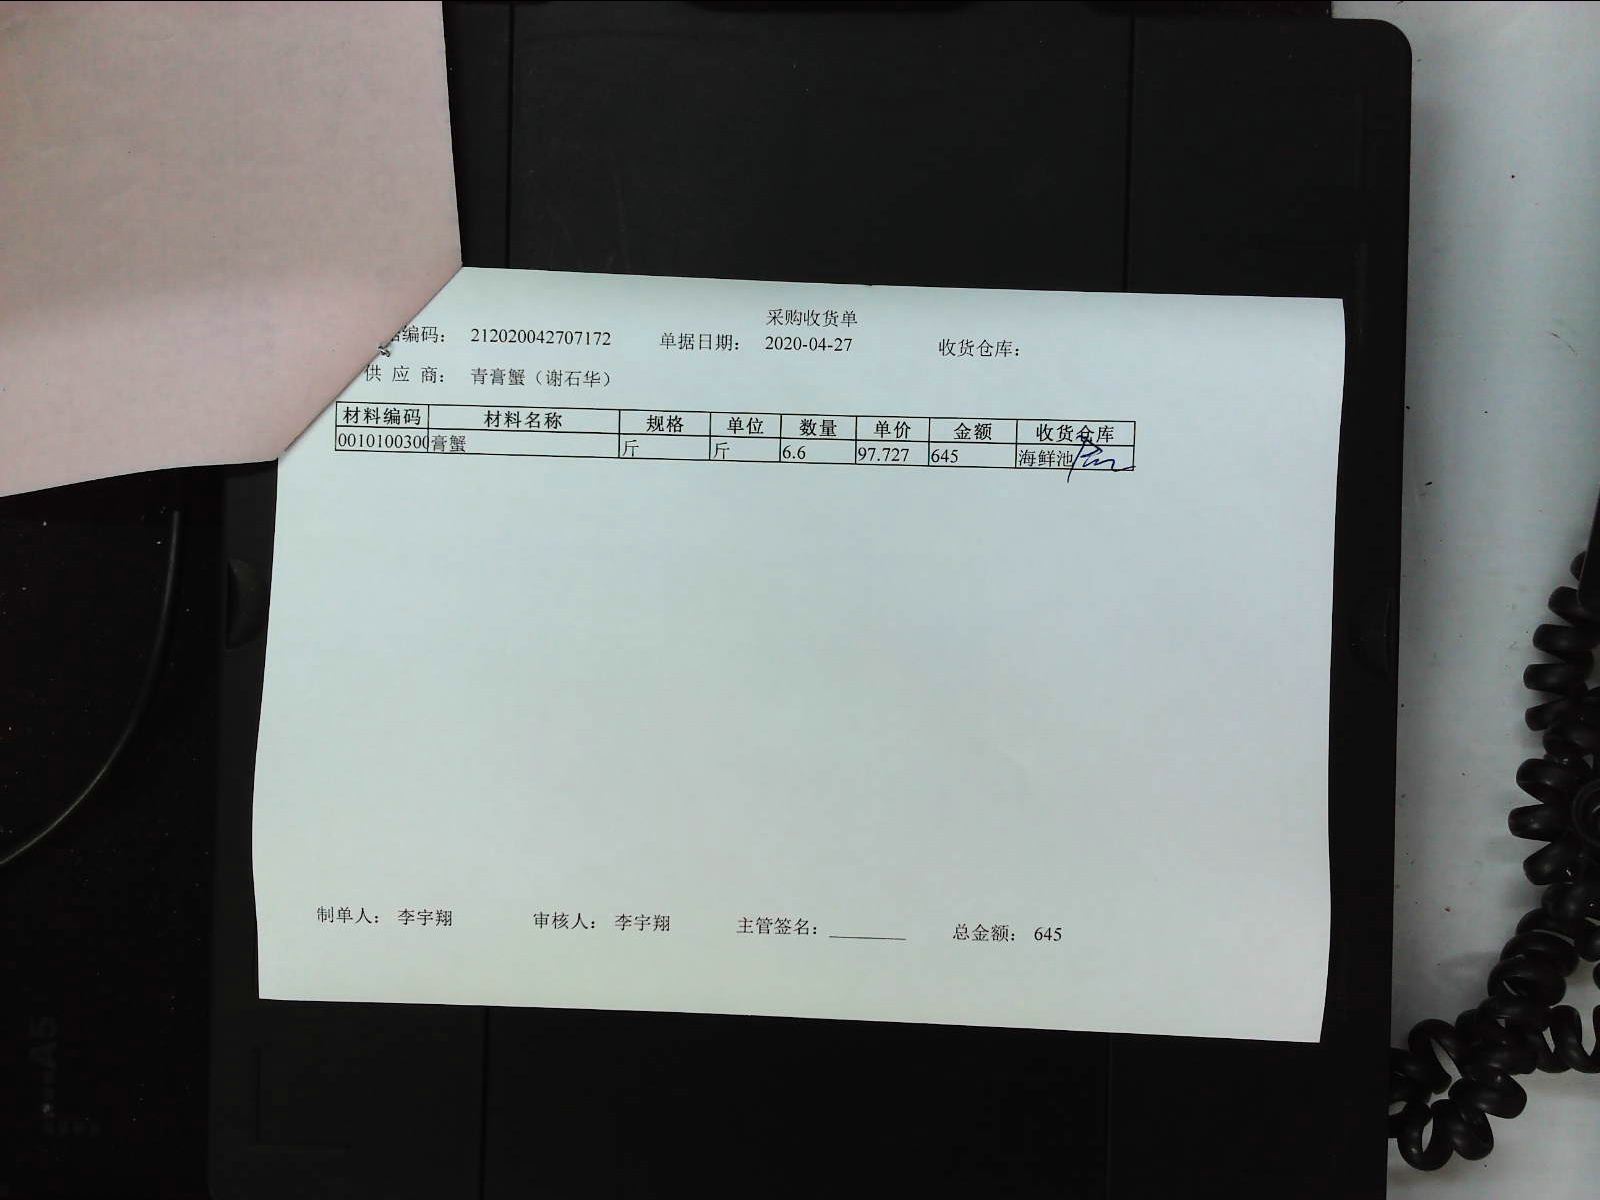 采购收货单
编码： 212020042707172 单据日期： 2020-04-27 收货仓库：
供 应 商： 青膏蟹（谢石华）
材料编码 材料名称 规格 单位 数量 单价 金额 收货仓库
0010100300 膏蟹 斤 斤 6.6 97.727 645 海鲜池
制单人： 李宇翔 审核人： 李宇翔 主管签名：________ 总金额： 645